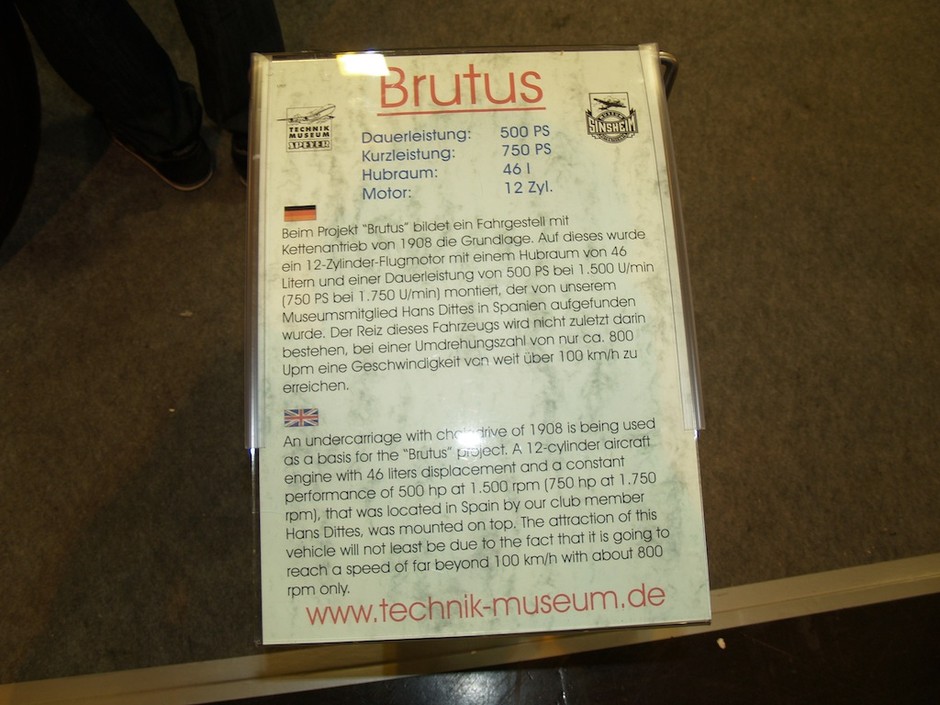 Brutus
TECHNIK
MUSEUM
SPEYER
SINSHEIM
Dauerleistung: 500 PS
Kurzleistung: 750 PS
Hubraum: 46 l
Motor: 12 Zyl.
Beim Projekt "Brutus" bildet ein Fahrgestell mit
Kettenantrieb von 1908 die Grundlage. Auf dieses wurde
ein 12-Zylinder-Flugmotor mit einem Hubraum von 46
Litern und einer Dauerleistung von 500 PS bei 1.500 U/min
(750 PS bei 1.750 U/min) montiert, der von unserem
Museumsmitglied Hans Dittes in Spanien aufgefunden
wurde. Der Reiz dieses Fahrzeugs wird nicht zuletzt darin
bestehen, bei einer Umdrehungszahl von nur ca. 800
Upm eine Geschwindigkeit von weit über 100 km/h zu
erreichen.
An undercarriage with chaindrive of 1908 is being used
as a basis for the "Brutus" project. A 12-cylinder aircraft
engine with 46 liters displacement and a constant
performance of 500 hp at 1.500 rpm (750 hp at 1.750
rpm), that was located in Spain by our club member
Hans Dittes, was mounted on top. The attraction of this
vehicle will not least be due to the fact that it is going to
reach a speed of far beyond 100 km/h with about 800
rpm only.
www.technik-museum.de